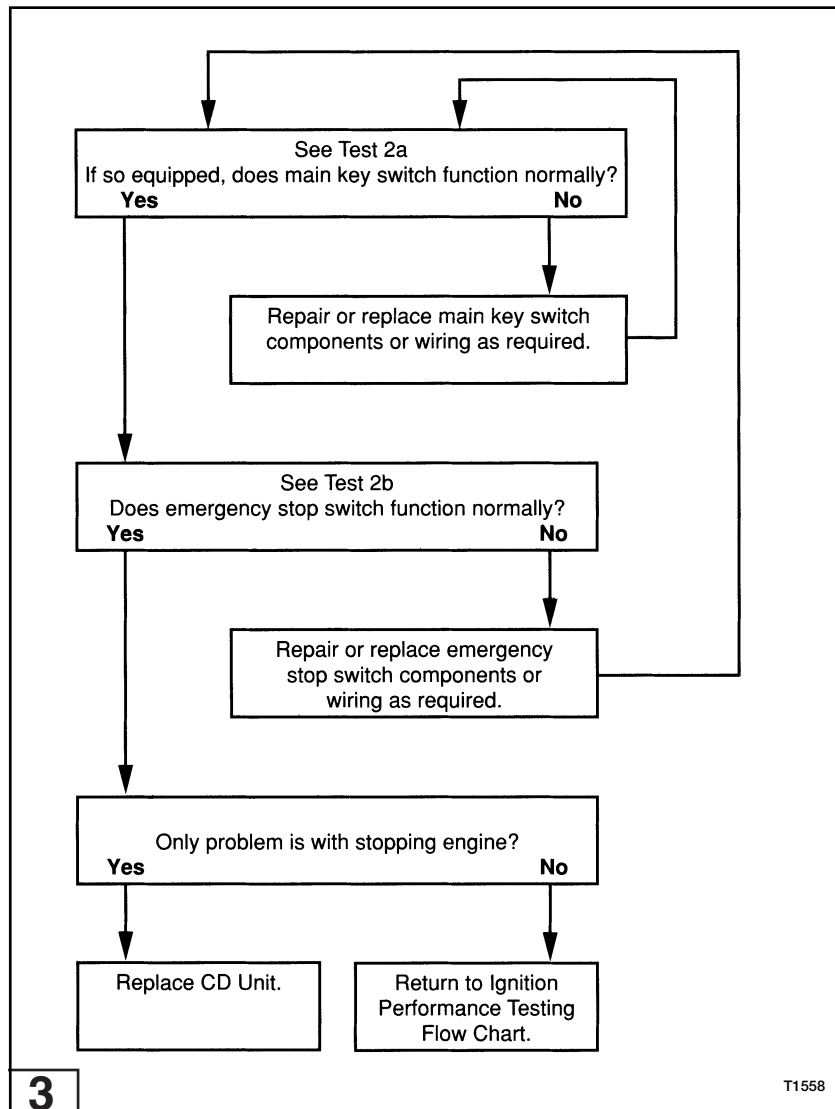 See Test 2a
If so equipped, does main key switch function normally?
Yes No
Repair or replace main key switch
components or wiring as required.
See Test 2b
Does emergency stop switch function normally?
Yes No
Repair or replace emergency
stop switch components or
wiring as required.
Only problem is with stopping engine?
Yes No
Replace CD Unit.
Return to Ignition
Performance Testing
Flow Chart.
3
T1558